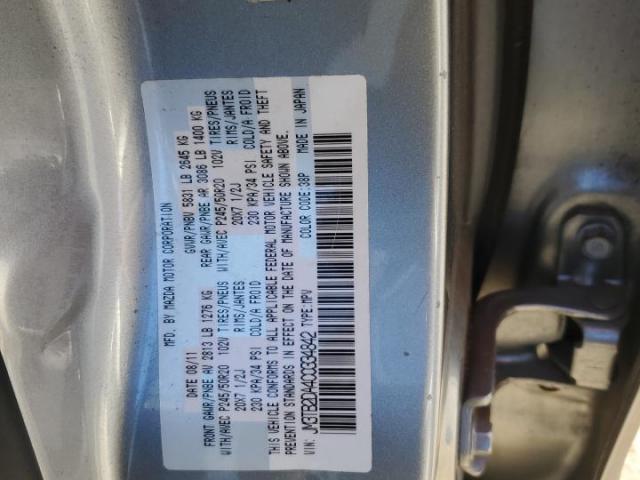 MFD. BY MAZDA MOTOR CORPORATION
DATE 08/11 GVWR/PNBV 5831 LB 2645 KG
FRONT GAWR/PNBE AV 2813 LB 1276 KG REAR GAWR/PNBE AR 3086 LB 1400 KG
WITH/AVEC P245/50R20 102V TIRES/PNEUS WITH/AVEC P245/50R20 102V TIRES/PNEUS
20X7 1/2J RIMS/JANTES 20X7 1/2J RIMS/JANTES
230 KPA/34 PSI COLD/A FROID 230 KPA/34 PSI COLD/A FROID
THIS VEHICLE CONFORMS TO ALL APPLICABLE FEDERAL MOTOR VEHICLE SAFETY AND THEFT
PREVENTION STANDARDS IN EFFECT ON THE DATE OF MANUFACTURE SHOWN ABOVE.
VIN: JM3TB2DA4C0334842 TYPE:MPV COLOR CODE:38P MADE IN JAPAN